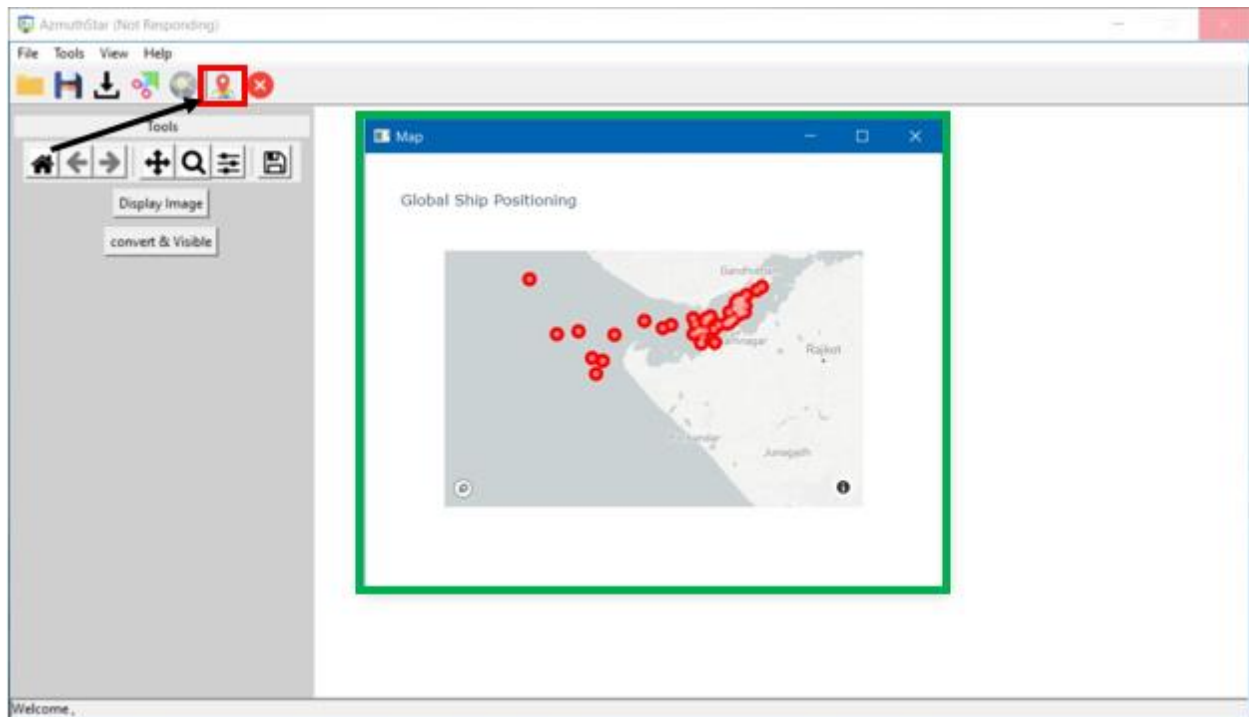 AzmuthStar (Not Responding)
File Tools View Help
Tools
Display Image
convert & Visible
Map
Global Ship Positioning
Rajkot
Junagadh
Welcome,